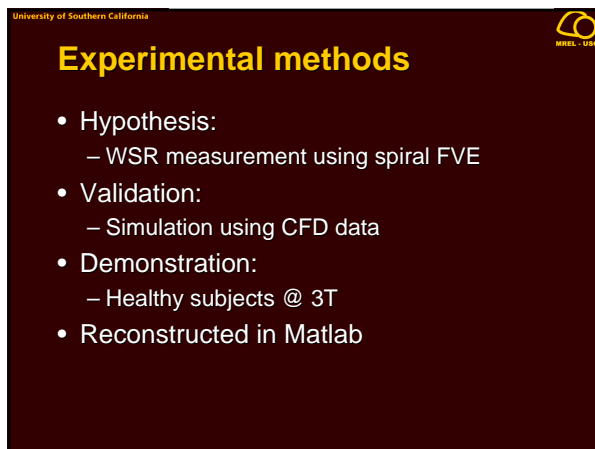 University of Southern California
MREL - USC
Experimental methods
• Hypothesis:
– WSR measurement using spiral FVE
• Validation:
– Simulation using CFD data
• Demonstration:
– Healthy subjects @ 3T
• Reconstructed in Matlab